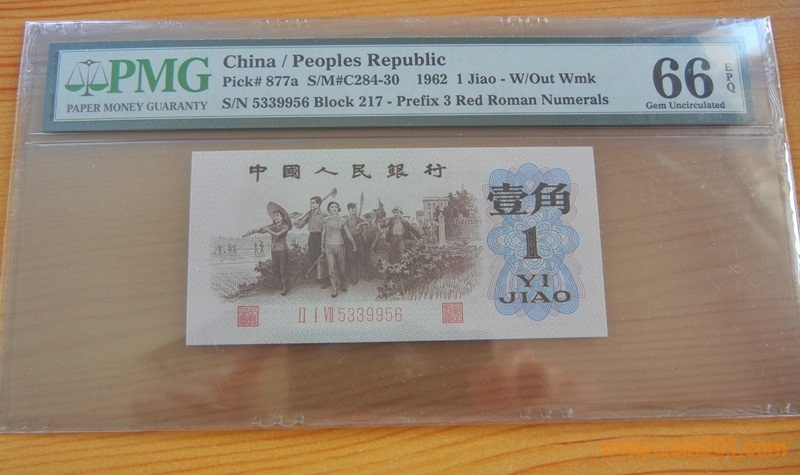 PMG
PAPER MONEY GUARANTY
China / Peoples Republic
Pick# 877a S/M#C284-30 1962 1 Jiao - W/Out Wmk
S/N 5339956 Block 217 - Prefix 3 Red Roman Numerals
66 EPQ
Gem Uncirculated
中國人民銀行
壹角
1
YI
JIAO
II I VII 5339956